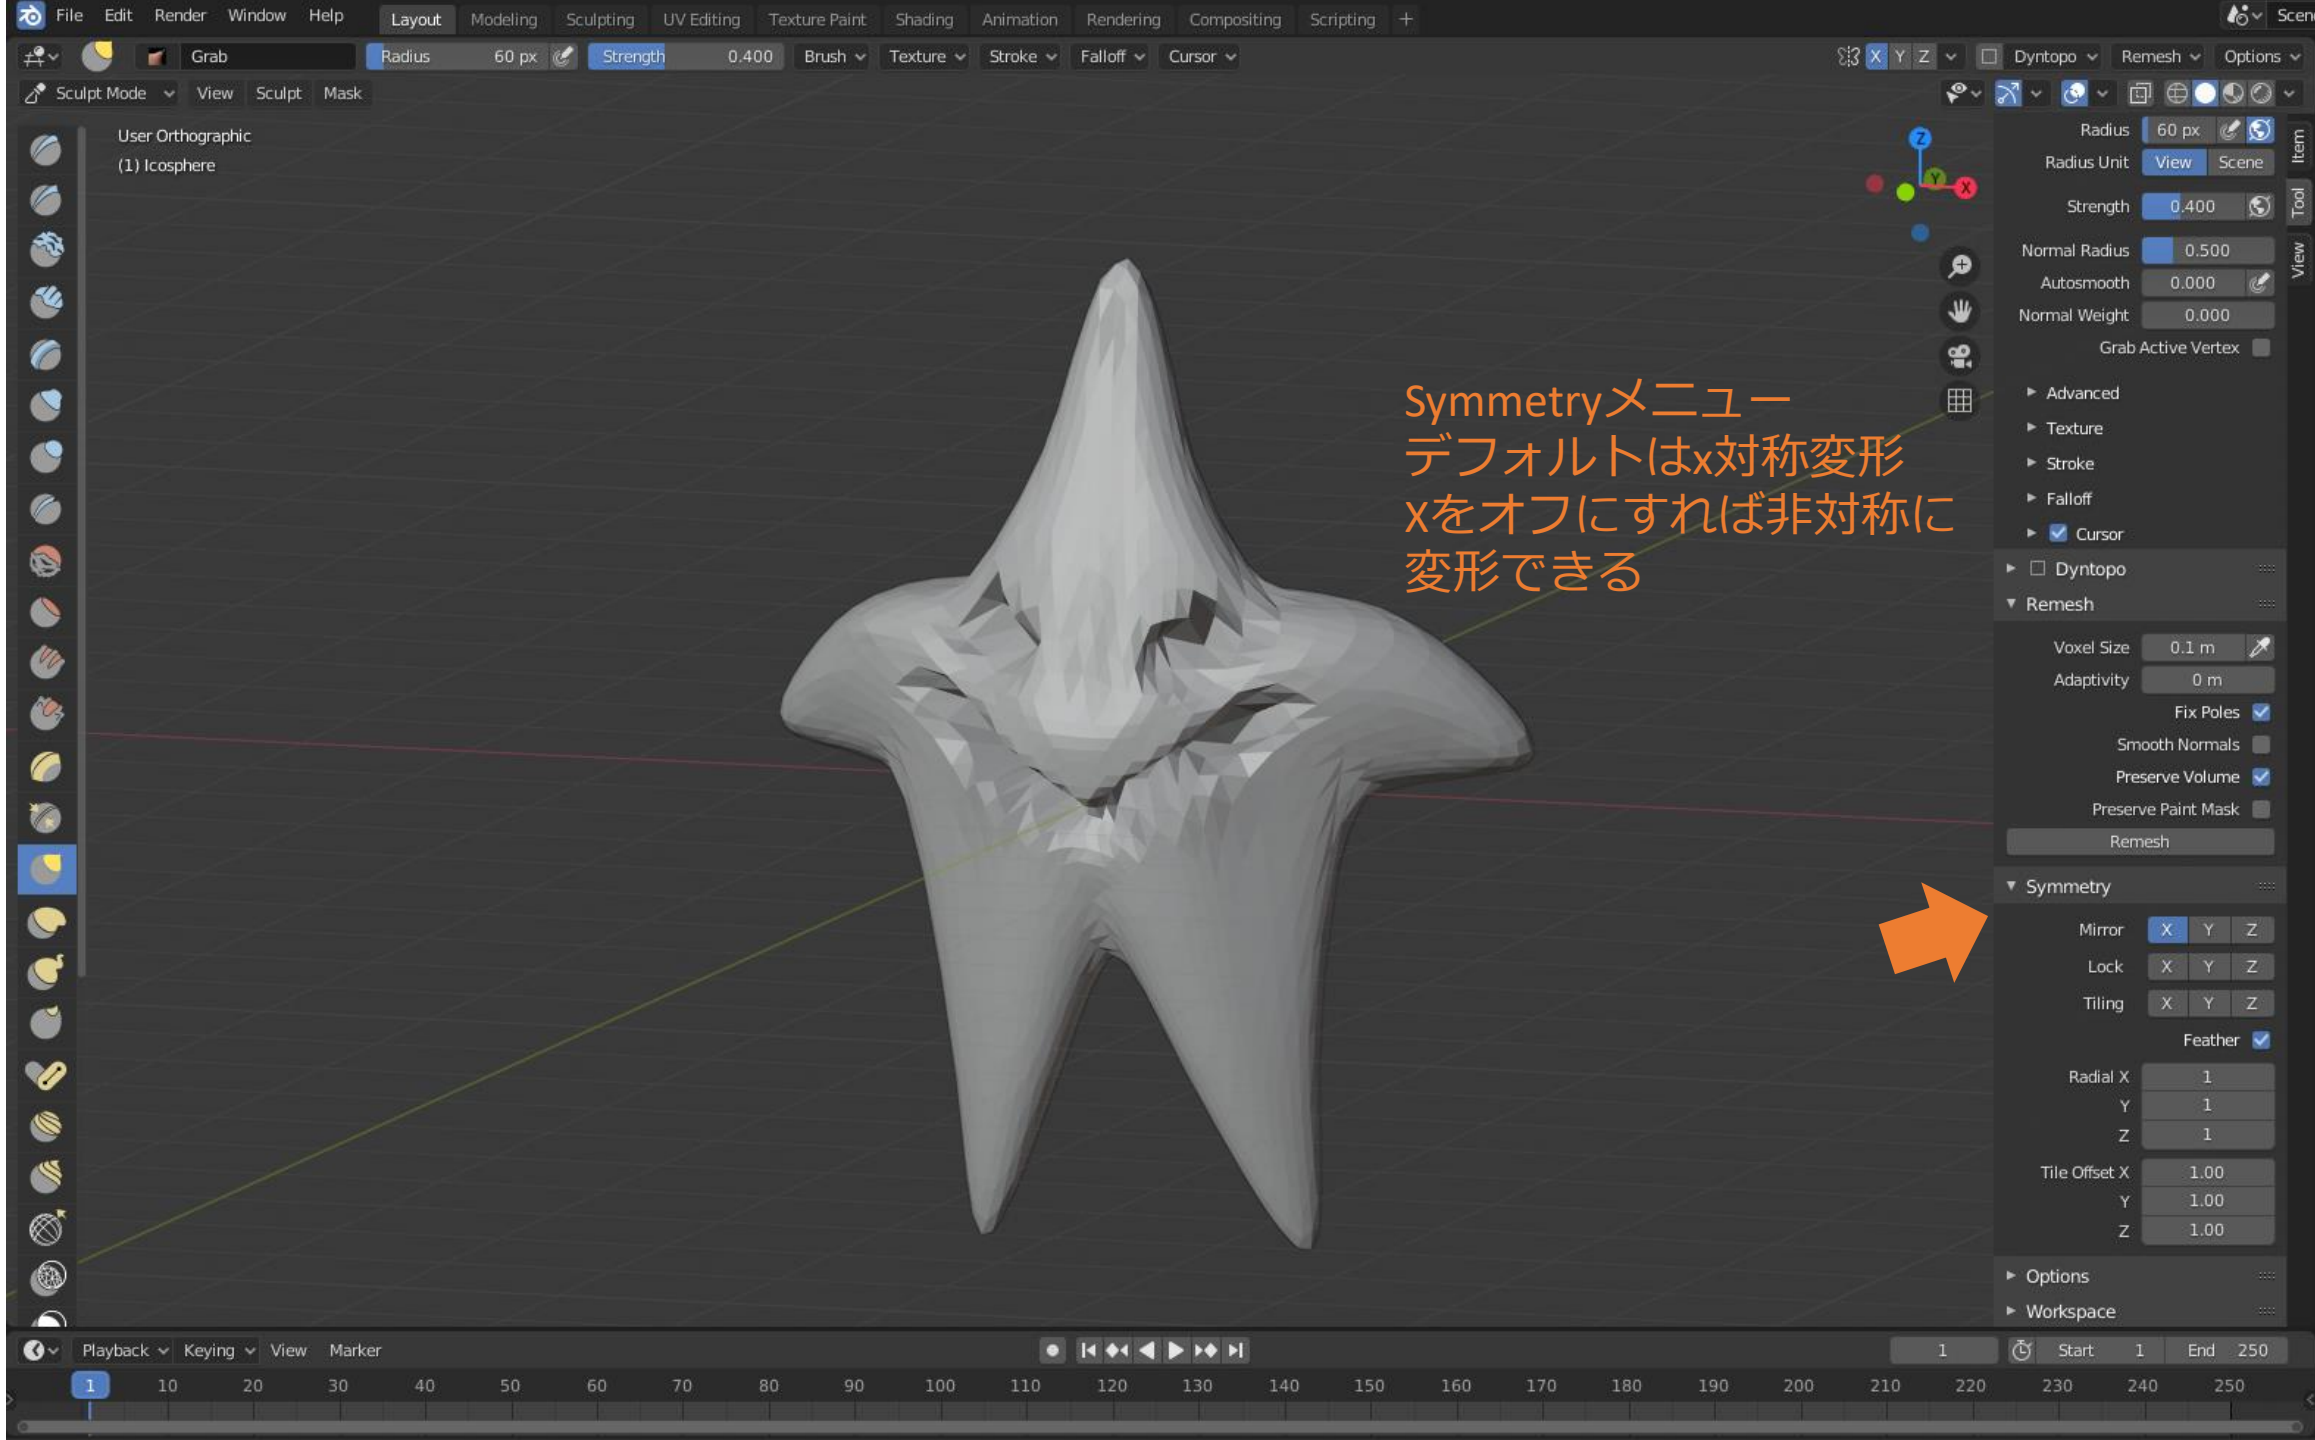 File Edit Render Window Help Layout Modeling Sculpting UV Editing Texture Paint Shading Animation Rendering Compositing Scripting + Scen
Grab Radius 60 px Strength 0.400 Brush Texture Stroke Falloff Cursor X Y Z Dyntopo Remesh Options
Sculpt Mode View Sculpt Mask
User Orthographic
(1) Icosphere
Z
Y
X
Symmetryメニュー
デフォルトはx対称変形
Xをオフにすれば非対称に
変形できる
Radius 60 px
Radius Unit View Scene
Strength 0.400
Normal Radius 0.500
Autosmooth 0.000
Normal Weight 0.000
Grab Active Vertex
Advanced
Texture
Stroke
Falloff
Cursor
Dyntopo
Remesh
Voxel Size 0.1 m
Adaptivity 0 m
Fix Poles
Smooth Normals
Preserve Volume
Preserve Paint Mask
Remesh
Symmetry
Mirror X Y Z
Lock X Y Z
Tiling X Y Z
Feather
Radial X 1
Y 1
Z 1
Tile Offset X 1.00
Y 1.00
Z 1.00
Options
Workspace
Item
Tool
View
Playback Keying View Marker 1 Start 1 End 250
1 10 20 30 40 50 60 70 80 90 100 110 120 130 140 150 160 170 180 190 200 210 220 230 240 250